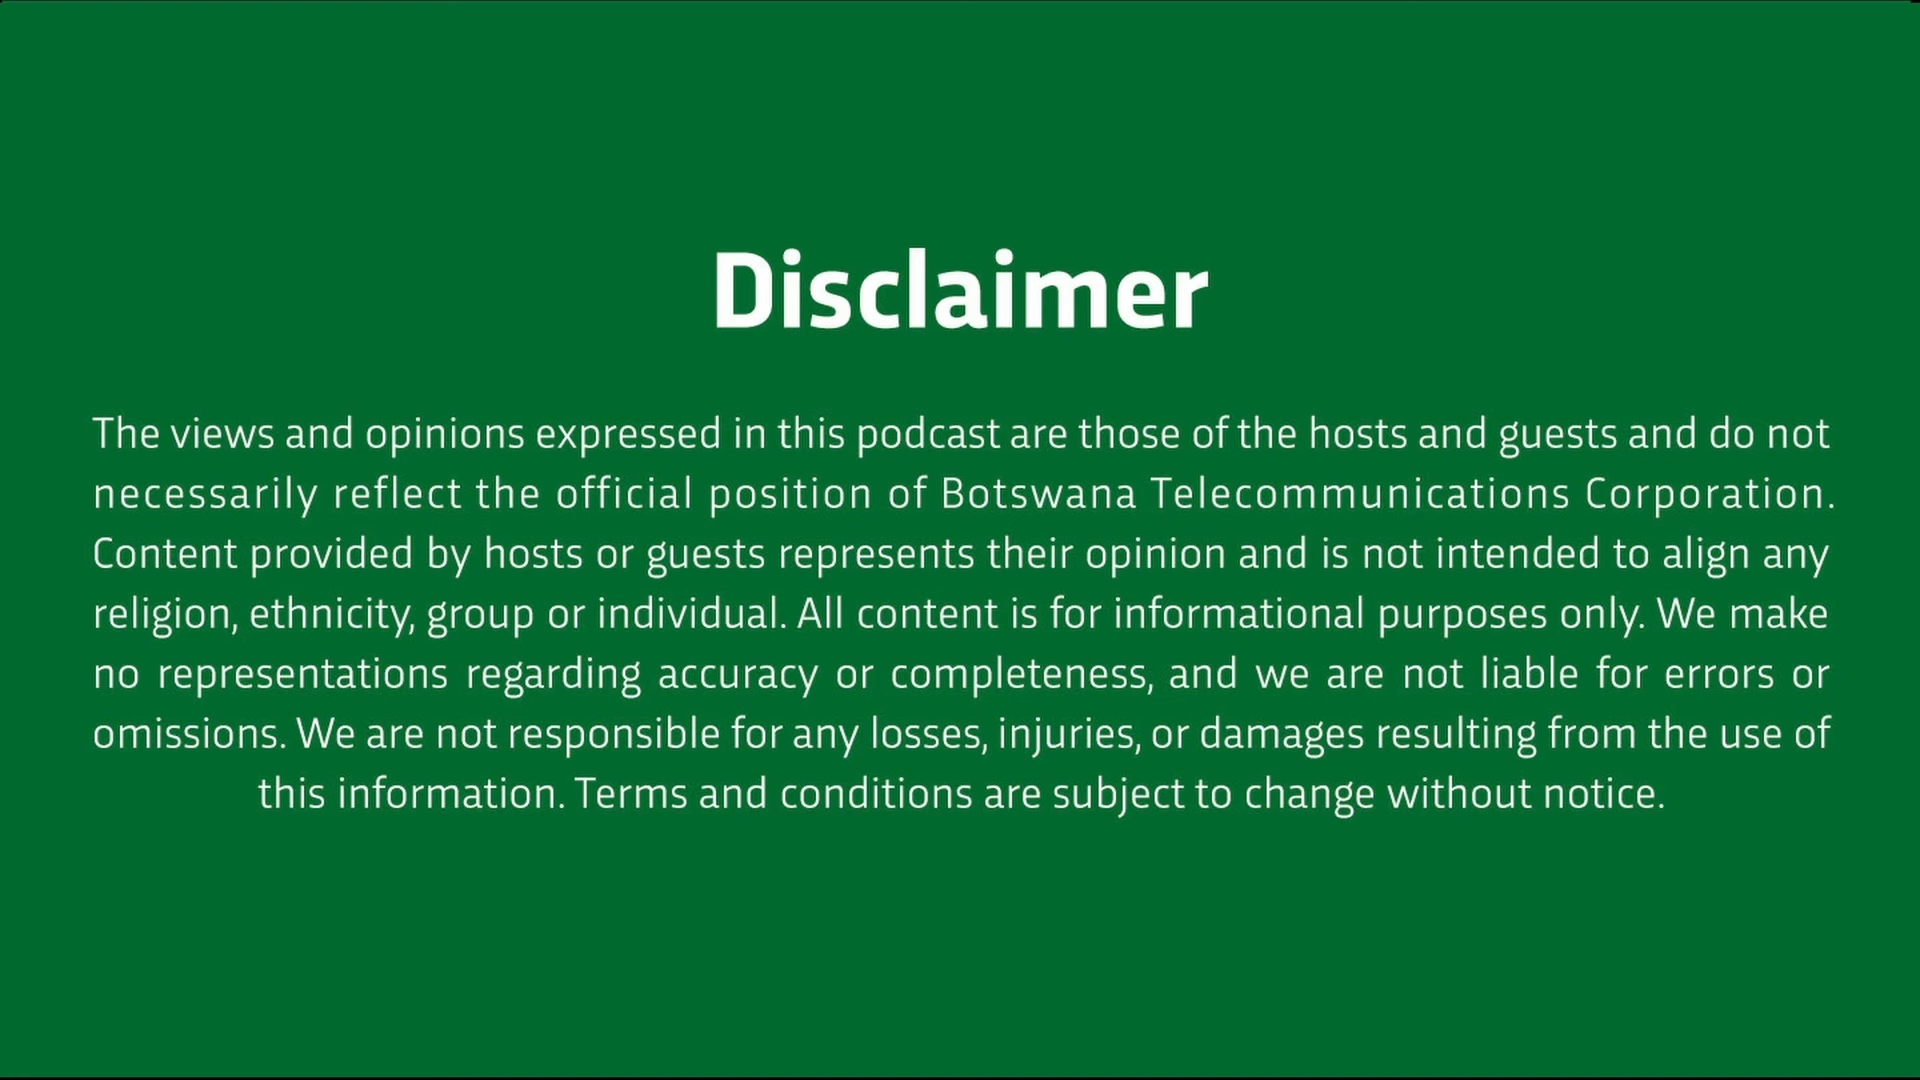 Disclaimer
The views and opinions expressed in this podcast are those of the hosts and guests and do not
necessarily reflect the official position of Botswana Telecommunications Corporation.
Content provided by hosts or guests represents their opinion and is not intended to align any
religion, ethnicity, group or individual. All content is for informational purposes only. We make
no representations regarding accuracy or completeness, and we are not liable for errors or
omissions. We are not responsible for any losses, injuries, or damages resulting from the use of
this information. Terms and conditions are subject to change without notice.